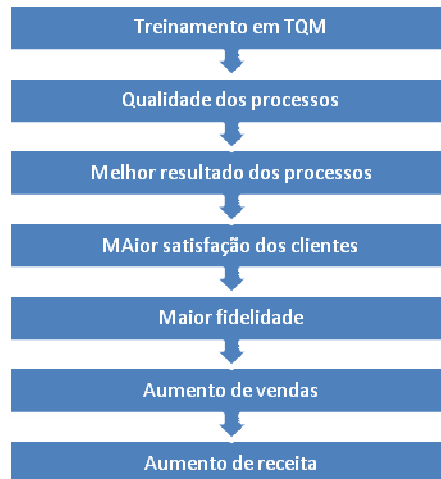 Treinamento em TQM
Qualidade dos processos
Melhor resultado dos processos
MAior satisfação dos clientes
Maior fidelidade
Aumento de vendas
Aumento de receita